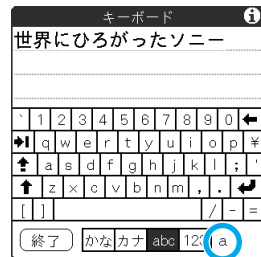 キーボード i
世界にひろがったソニー
` 1 2 3 4 5 6 7 8 9 0 ←
q w e r t y u i o p ¥
a s d f g h j k l ; '
z x c v b n m , .
[ ] / - =
終了 かな カナ abc 123 a